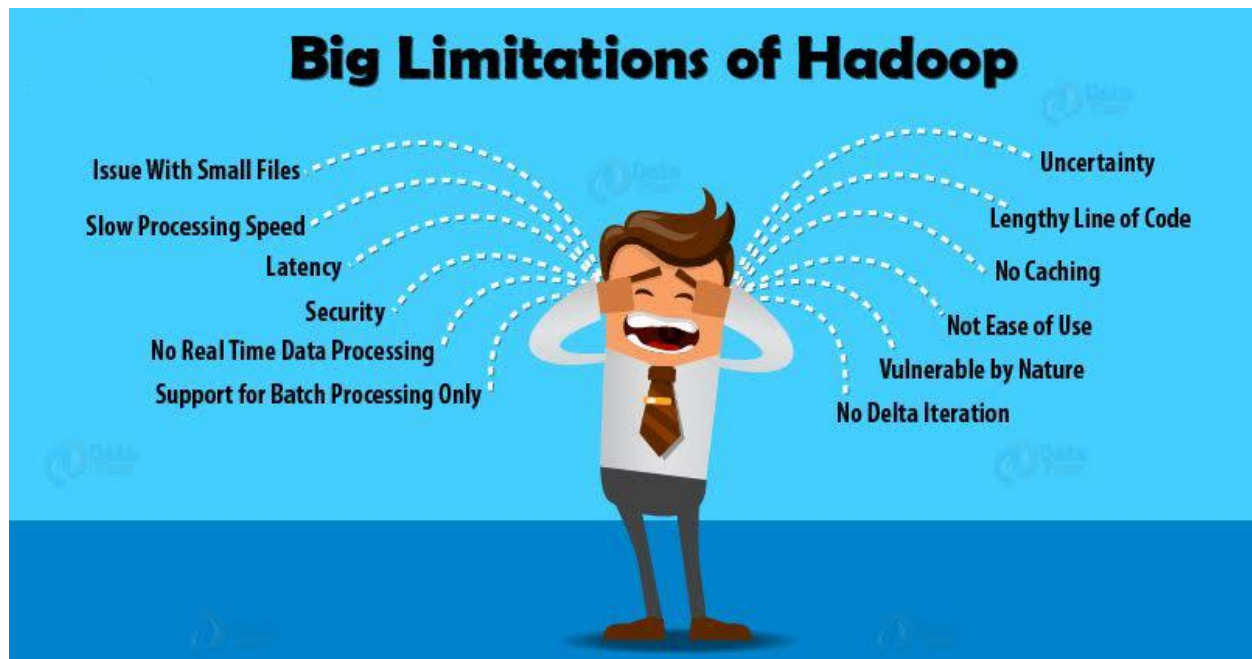 Big Limitations of Hadoop
Issue With Small Files
Slow Processing Speed
Latency
Security
No Real Time Data Processing
Support for Batch Processing Only
Uncertainty
Lengthy Line of Code
No Caching
Not Ease of Use
Vulnerable by Nature
No Delta Iteration